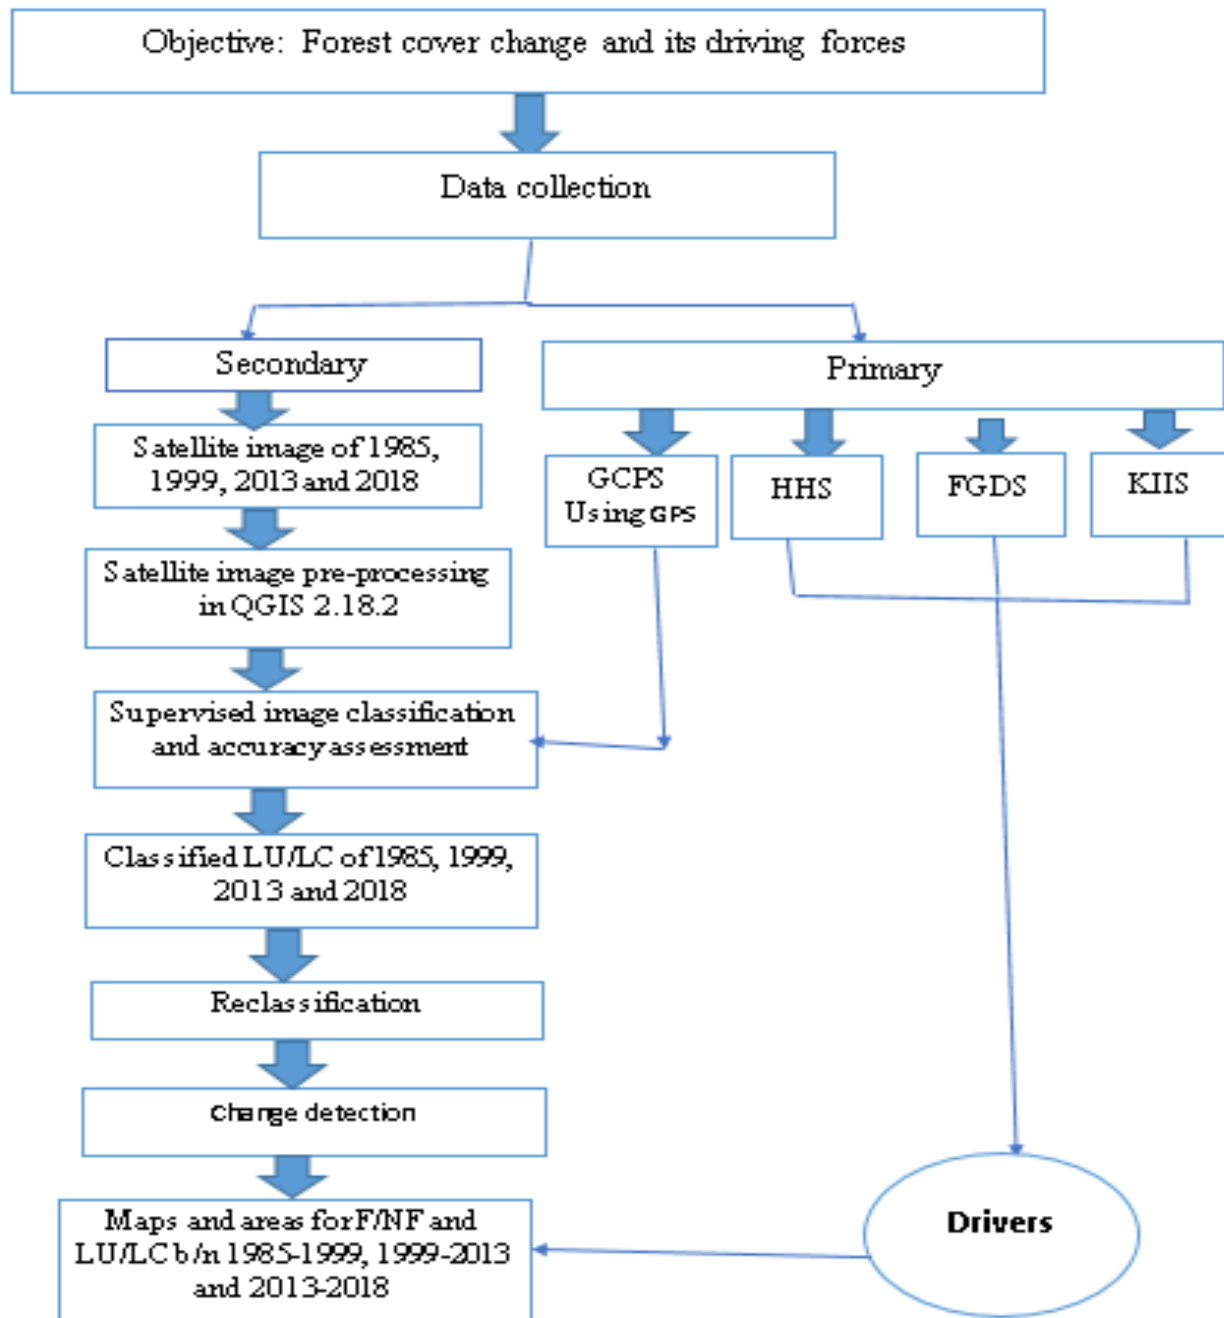 Objective: Forest cover change and its driving forces
Data collection
Secondary
Primary
Satellite image of 1985,
1999, 2013 and 2018
GCPS
Using GPS
HHS
FGDS
KIIS
Satellite image pre-processing
in QGIS 2.18.2
Supervised image classification
and accuracy assessment
Classified LU/LC of 1985, 1999,
2013 and 2018
Reclassification
Change detection
Maps and areas for F/NF and
LU/LC b/n 1985-1999, 1999-2013
and 2013-2018
Drivers